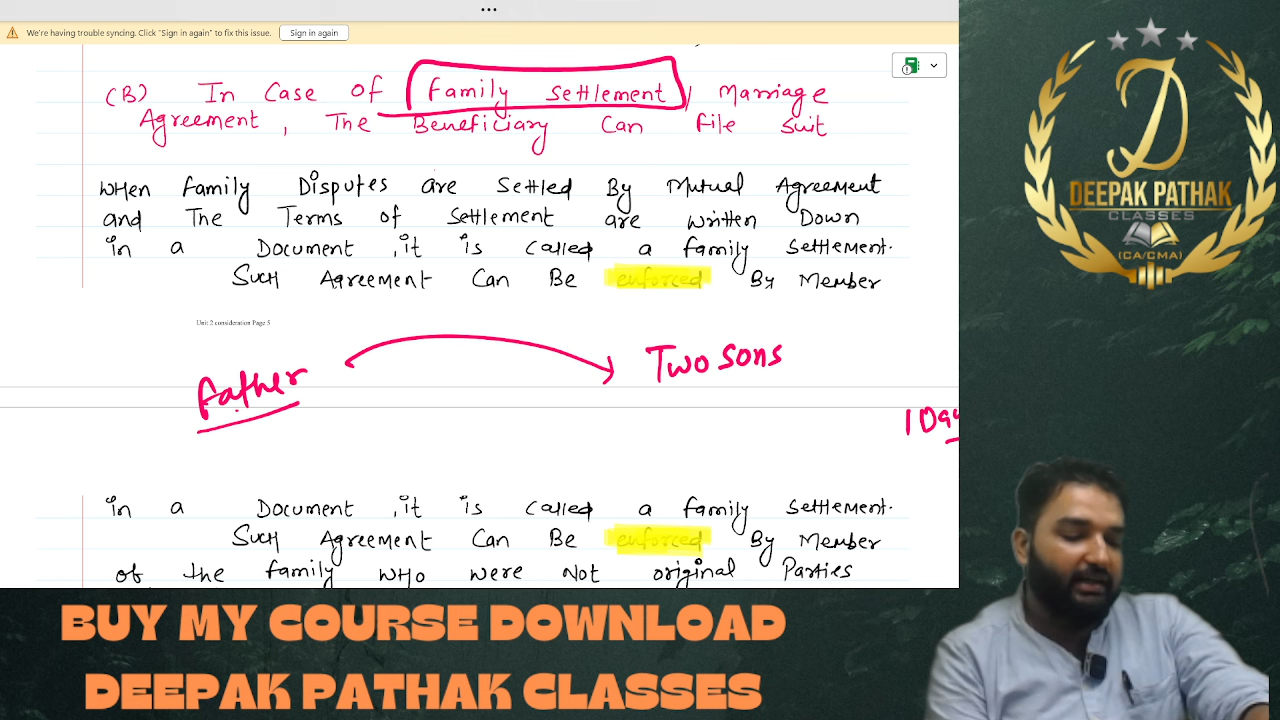 ...
We're having trouble syncing. Click "Sign in again" to fix this issue. Sign in again
(B) In Case of Family Settlement / Marriage
Agreement, The Beneficiary Can File Suit
When Family Disputes are Settled By Mutual Agreement
and The Terms of Settlement are written Down
in a Document, it is called a family Settlement.
Such Agreement Can Be enforced By Member
Unit 2 consideration Page 5
Father Two sons
1 Day
in a Document, it is called a family Settlement.
Such Agreement Can Be enforced By Member
of the family who were Not original Parties
D
DEEPAK PATHAK
CLASSES
(CA/CMA)
BUY MY COURSE DOWNLOAD
DEEPAK PATHAK CLASSES